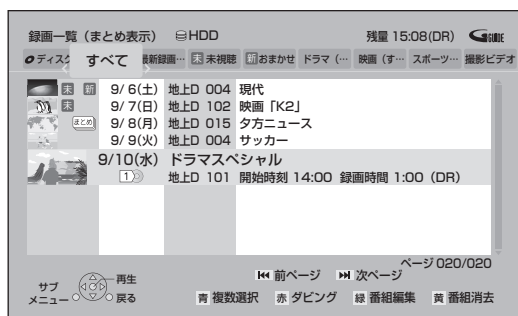 録画一覧（まとめ表示） HDD 残量 15:08(DR) G GUIDE
ディスク すべて 最新録画… 未 未視聴 新 おまかせ ドラマ（… 映画（す… スポーツ… 撮影ビデオ
未 新 9/ 6(土) 地上D 004 現代
未 9/ 7(日) 地上D 102 映画「K2」
まとめ 9/ 8(月) 地上D 015 夕方ニュース
9/ 9(火) 地上D 004 サッカー
9/10(水) ドラマスペシャル
1 地上D 101 開始時刻 14:00 録画時間 1:00（DR）
ページ 020/020
前ページ 次ページ
サブメニュー 再生 戻る
青 複数選択 赤 ダビング 緑 番組編集 黄 番組消去